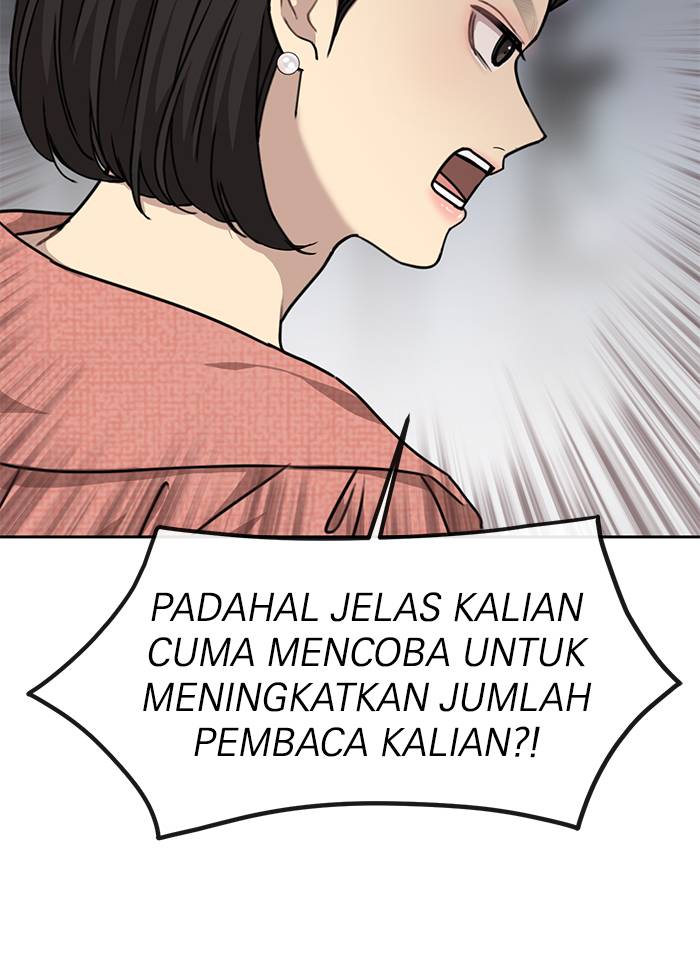 PADAHAL JELAS KALIAN
CUMA MENCOBA UNTUK
MENINGKATKAN JUMLAH
PEMBACA KALIAN?!